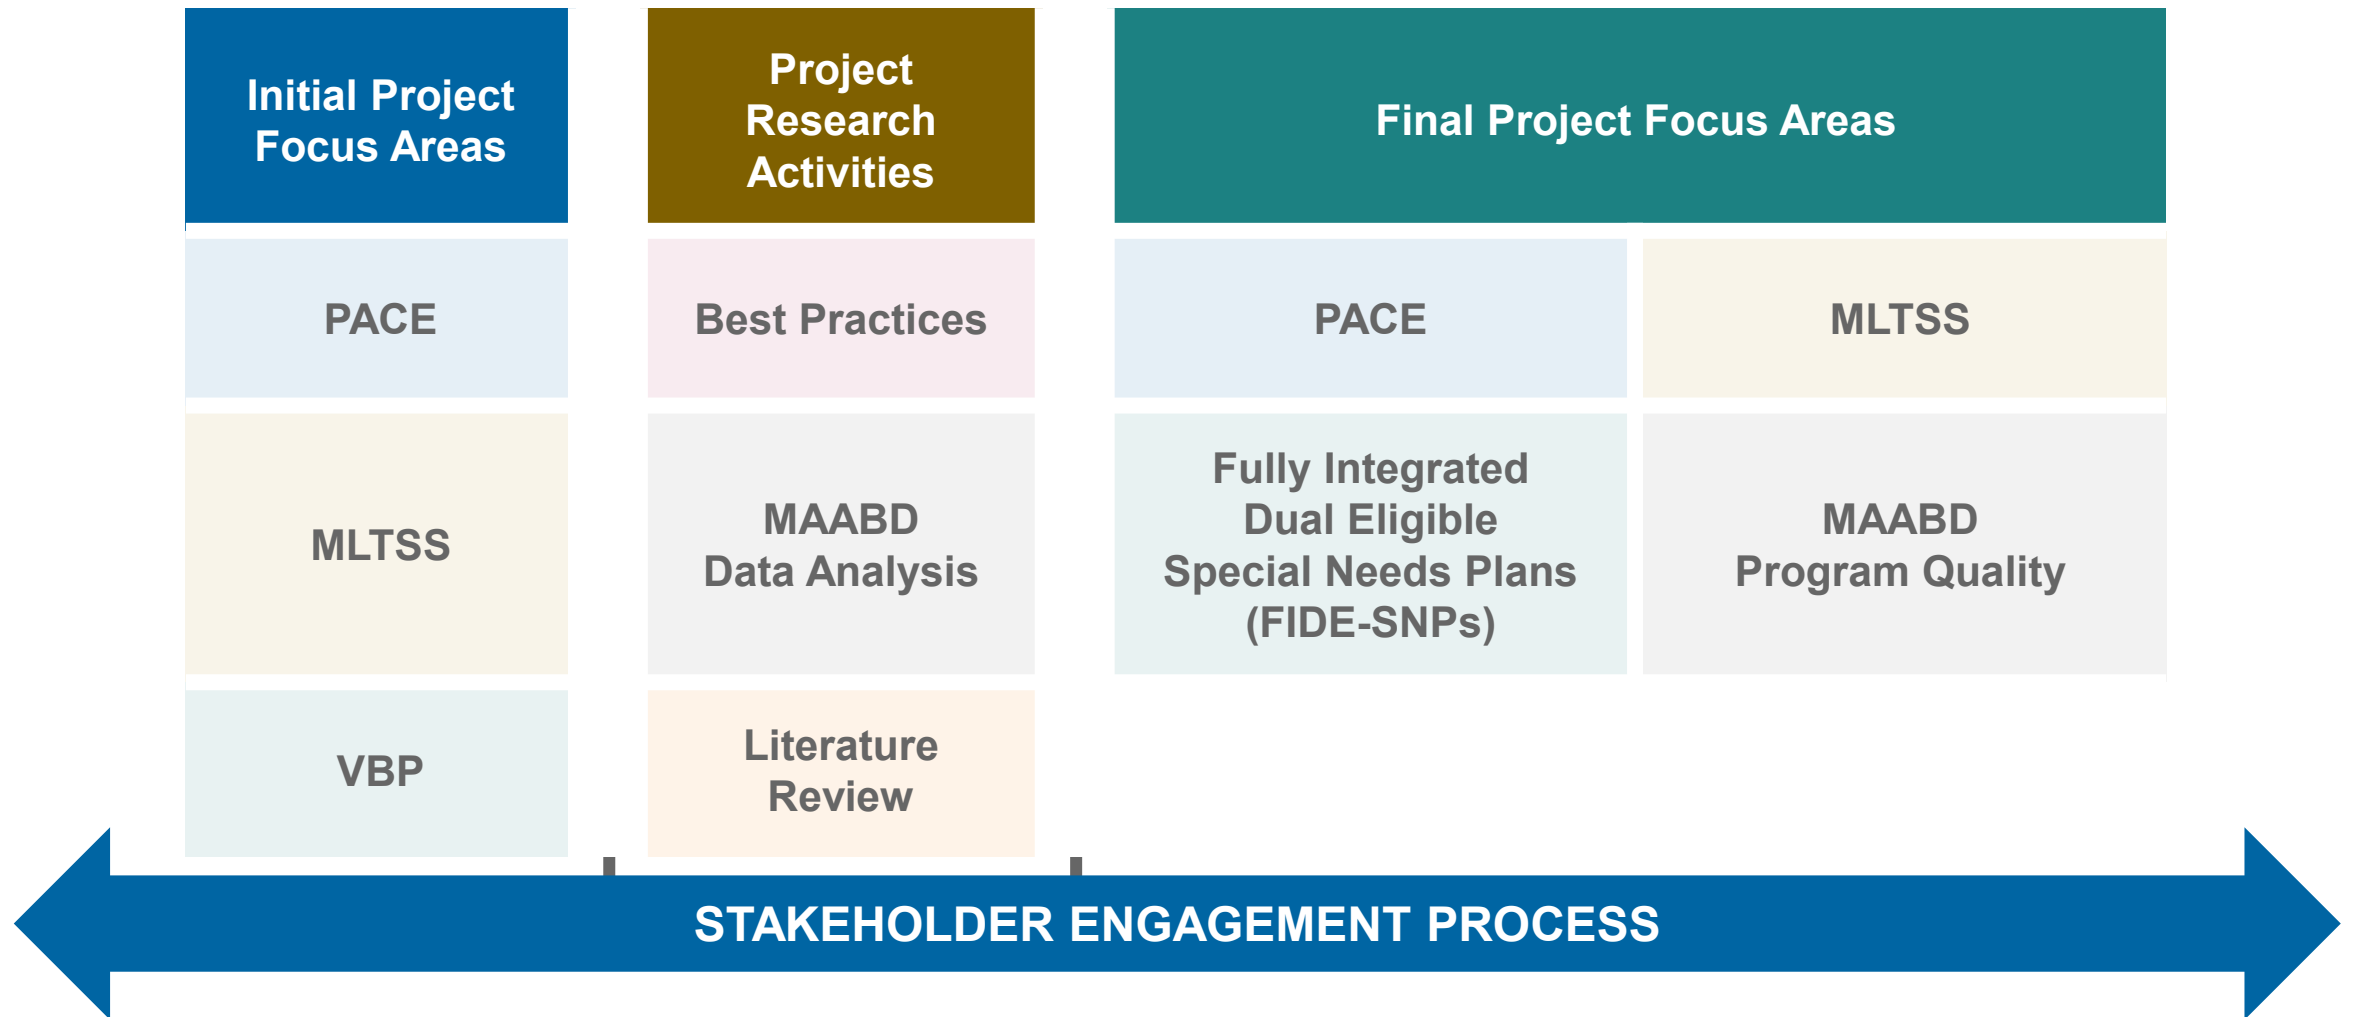 Initial Project
Focus Areas
Project
Research
Activities
Final Project Focus Areas
PACE
Best Practices
PACE
MLTSS
MLTSS
MAABD
Data Analysis
Fully Integrated
Dual Eligible
Special Needs Plans
(FIDE-SNPs)
MAABD
Program Quality
VBP
Literature
Review
STAKEHOLDER ENGAGEMENT PROCESS